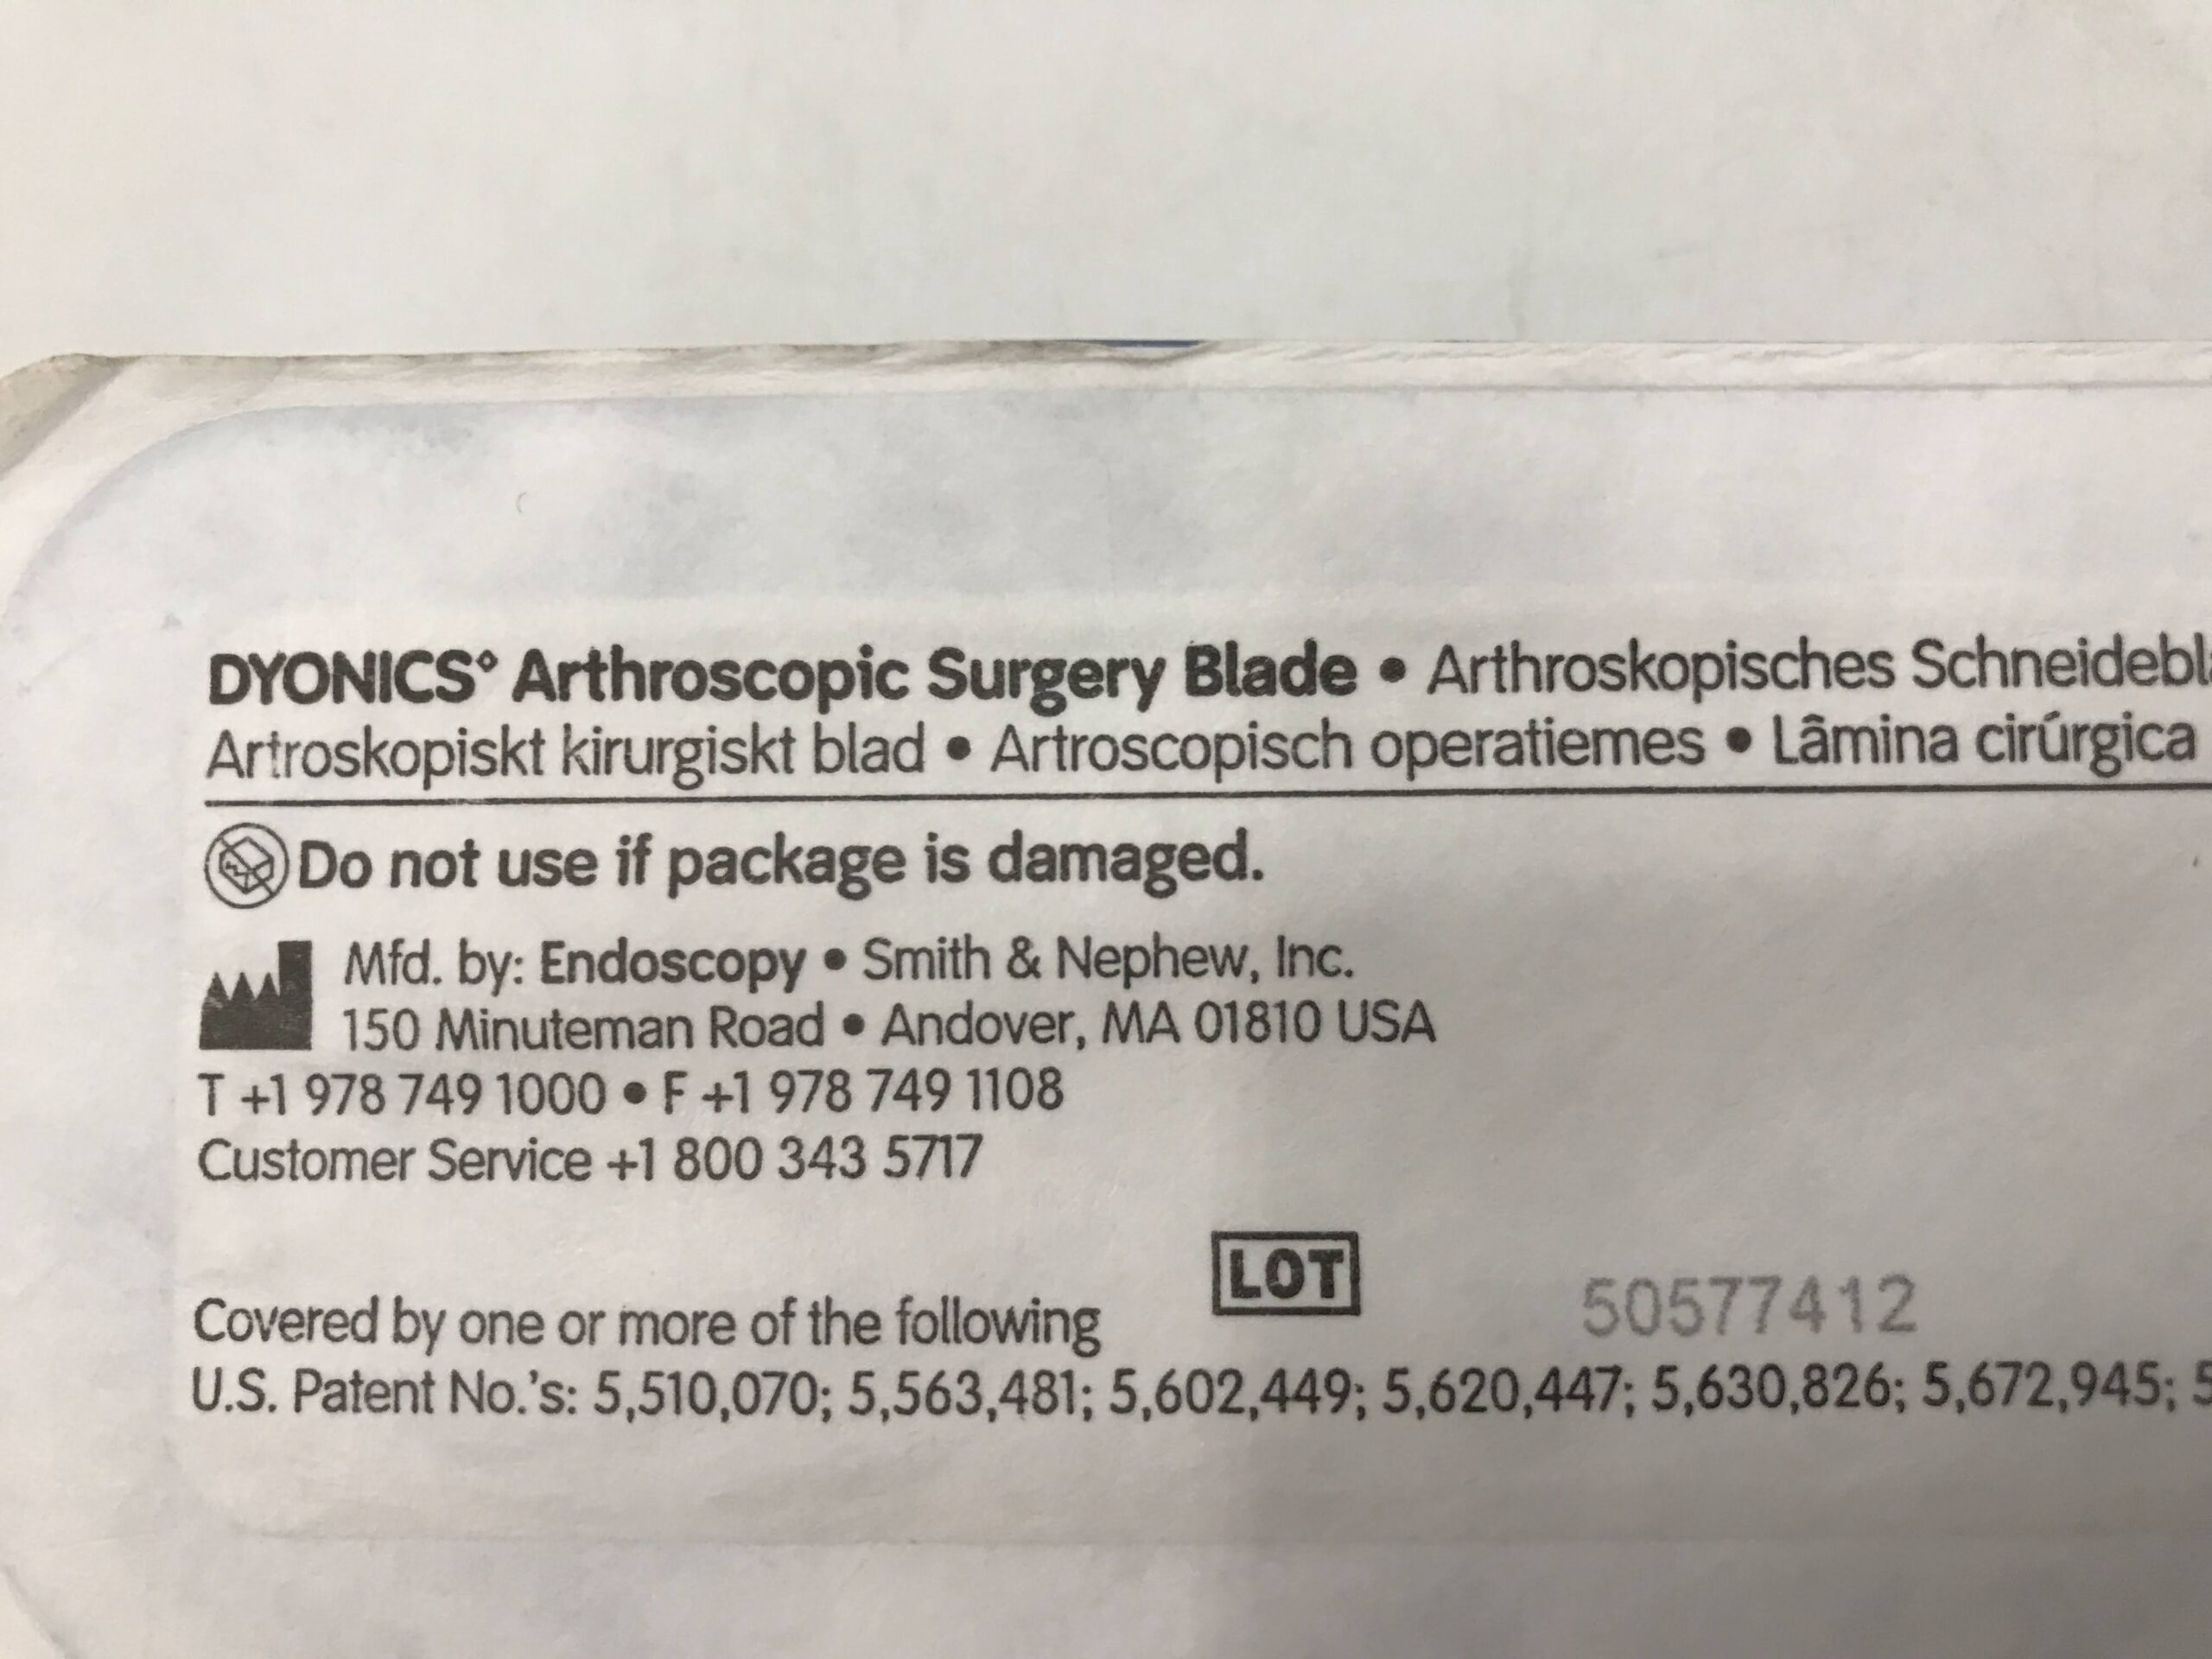 DYONICS° Arthroscopic Surgery Blade • Arthroskopisches
Artroskopiskt kirurgiskt blad • Artroscopisch operatiemes • Lâmina cirúrgica
Do not use if package is damaged.
Mfd. by: Endoscopy • Smith & Nephew, Inc.
150 Minuteman Road • Andover, MA 01810 USA
T +1 978 749 1000 • F +1 978 749 1108
Customer Service +1 800 343 5717
LOT 50577412
Covered by one or more of the following
U.S. Patent No.'s: 5,510,070; 5,563,481; 5,602,449; 5,620,447; 5,630,826; 5,672,945;